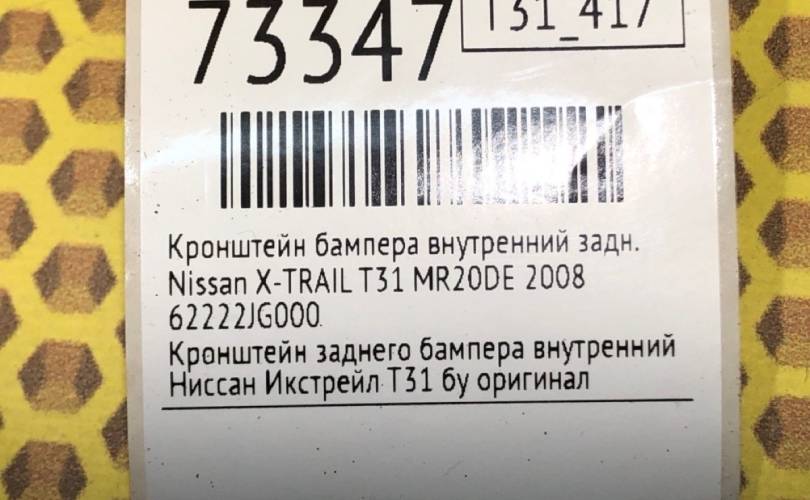 73347
T31_417
Кронштейн бампера внутренний задн.
Nissan X-TRAIL T31 MR20DE 2008
62222JG000
Кронштейн заднего бампера внутренний
Ниссан Икстрейл Т31 бу оригинал